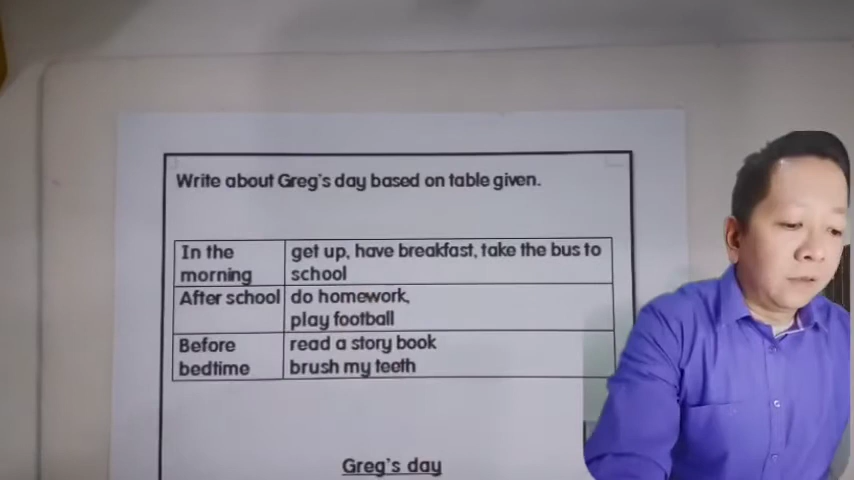 Write about Greg's day based on table given.
In the get up, have breakfast, take the bus to
morning school
After school do homework,
play football
Before read a story book
bedtime brush my teeth
Greg's day